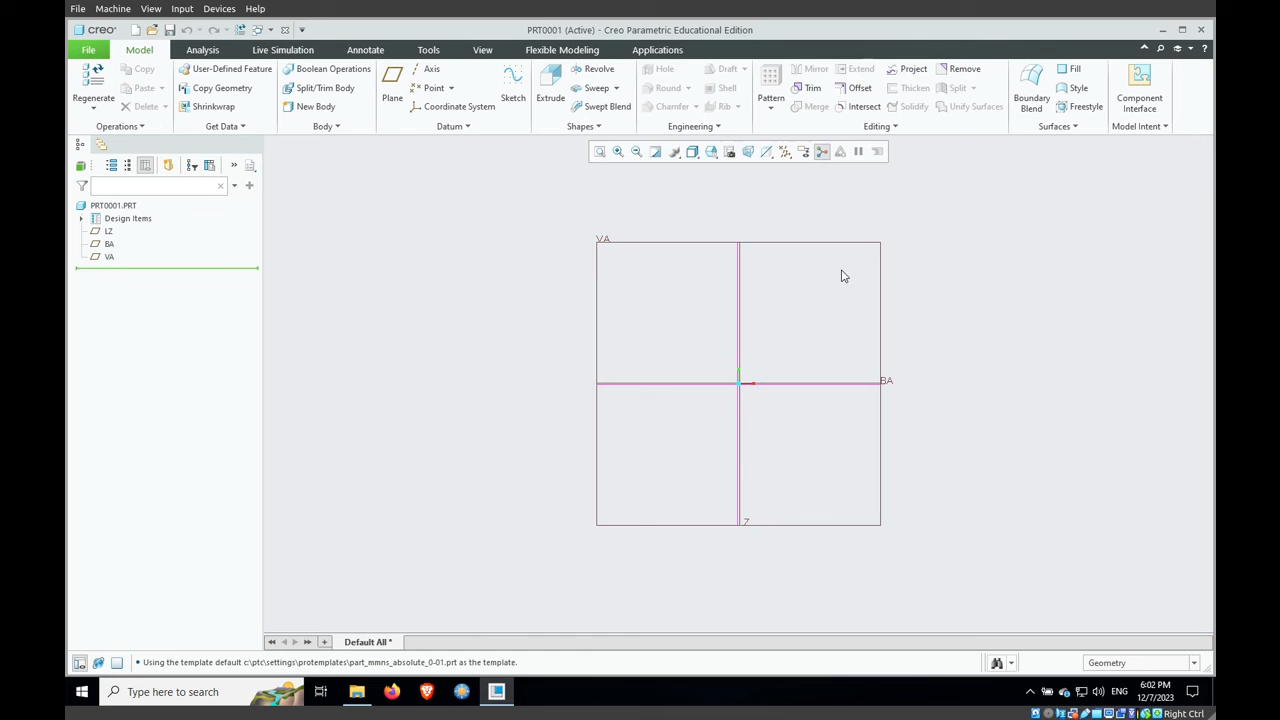 File Machine View Input Devices Help
creo PRT0001 (Active) - Creo Parametric Educational Edition
File Model Analysis Live Simulation Annotate Tools View Flexible Modeling Applications
Copy User-Defined Feature Boolean Operations Axis Revolve Hole Draft Mirror Extend Project Remove Fill
Regenerate Paste Copy Geometry Split/Trim Body Plane Point Sketch Extrude Sweep Round Shell Pattern Trim Offset Thicken Split Boundary Blend Style Component Interface
Delete Shrinkwrap New Body Coordinate System Swept Blend Chamfer Rib Merge Intersect Solidify Unify Surfaces Freestyle
Operations Get Data Body Datum Shapes Engineering Editing Surfaces Model Intent
PRT0001.PRT
Design Items
LZ
BA
VA
VA
BA
Z
Default All *
Using the template default c:\ptc\settings\protemplates\part_mmns_absolute_0-01.prt as the template.
Geometry
Type here to search
ENG
6:02 PM
12/7/2023
Right Ctrl